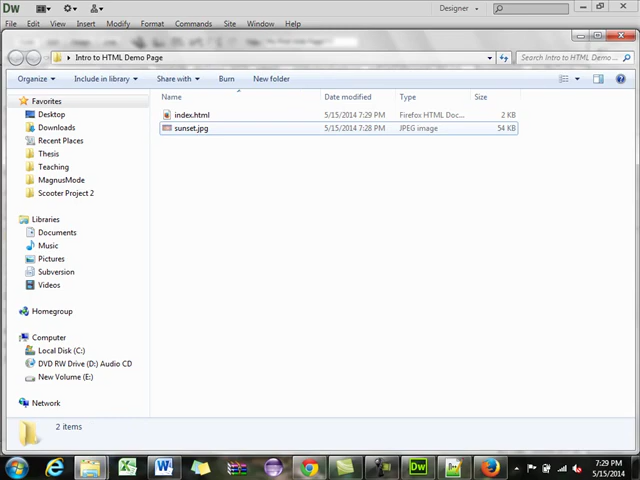 Dw Designer
File Edit View Insert Modify Format Commands Site Window Help
Intro to HTML Demo Page Search Intro to HTML Demo ...
Organize Include in library Share with Burn New folder
Name Date modified Type Size
Favorites
Desktop
Downloads
Recent Places
Thesis
Teaching
MagnusMode
Scooter Project 2
Libraries
Documents
Music
Pictures
Subversion
Videos
Homegroup
Computer
Local Disk (C:)
DVD RW Drive (D:) Audio CD
New Volume (E:)
Network
index.html 5/15/2014 7:29 PM Firefox HTML Doc... 2 KB
sunset.jpg 5/15/2014 7:28 PM JPEG image 54 KB
2 items
Dw
7:29 PM
5/15/2014